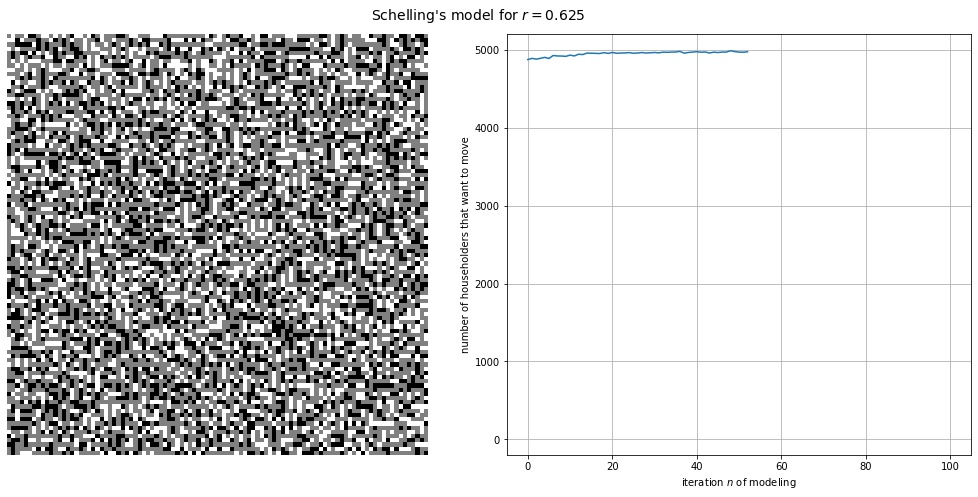 Schelling's model for r = 0.625
5000
4000
3000
2000
1000
0
number of householders that want to move
0 20 40 60 80 100
iteration n of modeling